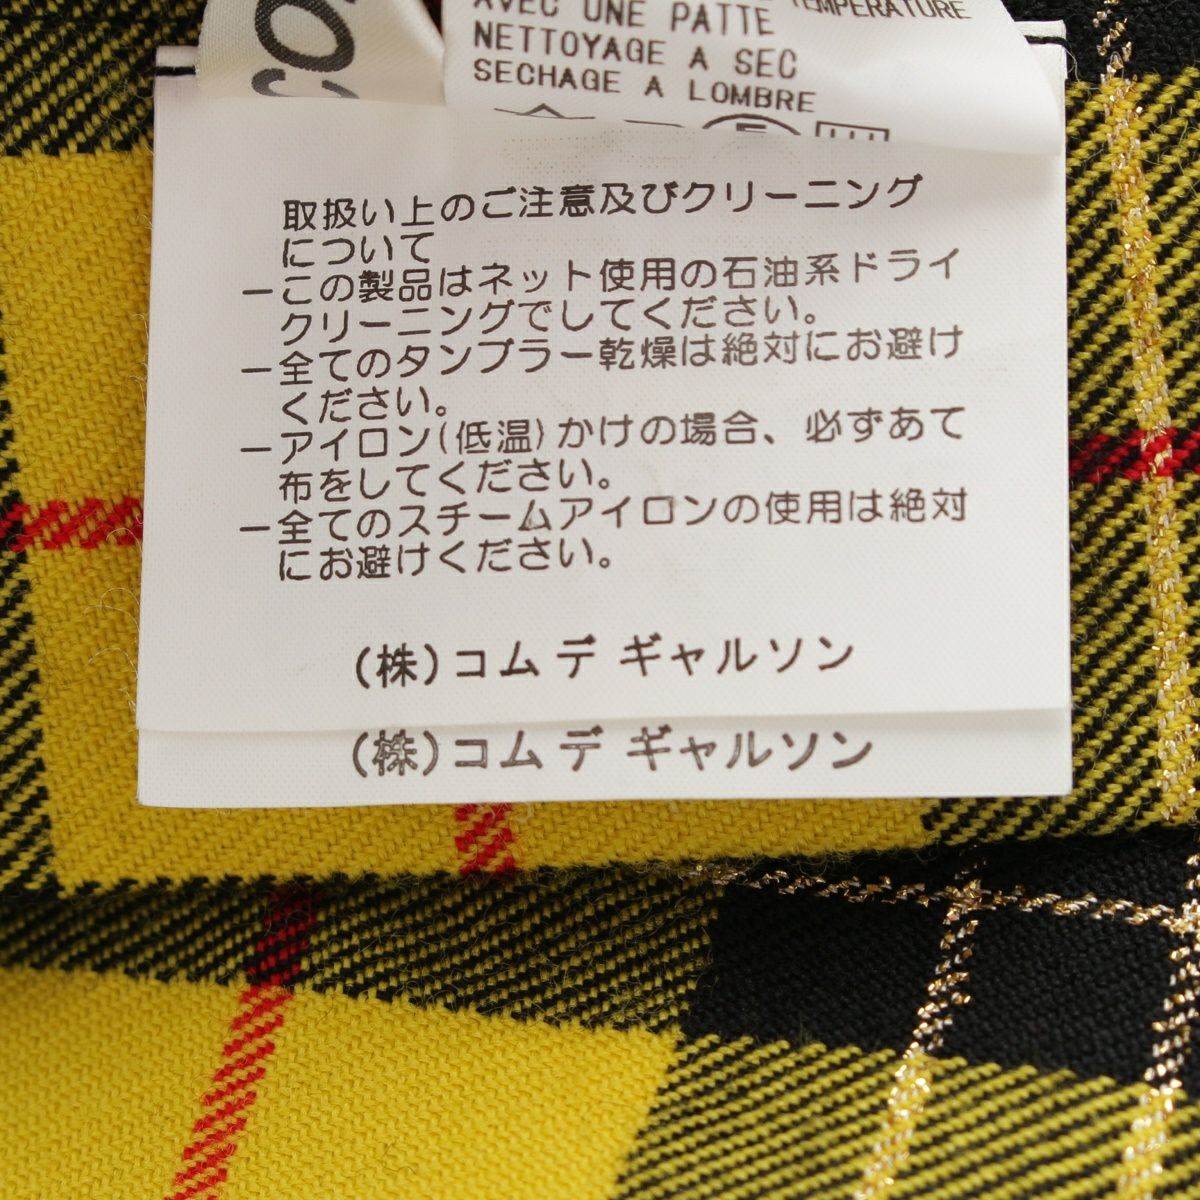 TEMPERATURE
AVEC UNE PATTE
NETTOYAGE A SEC
SECHAGE A LOMBRE
取扱い上のご注意及びクリーニング
について
ーこの製品はネット使用の石油系ドライ
クリーニングでしてください。
ー全てのタンブラー乾燥は絶対にお避け
ください。
ーアイロン(低温)かけの場合、必ずあて
布をしてください。
ー全てのスチームアイロンの使用は絶対
にお避けください。
(株)コム デ ギャルソン
(株)コム デ ギャルソン